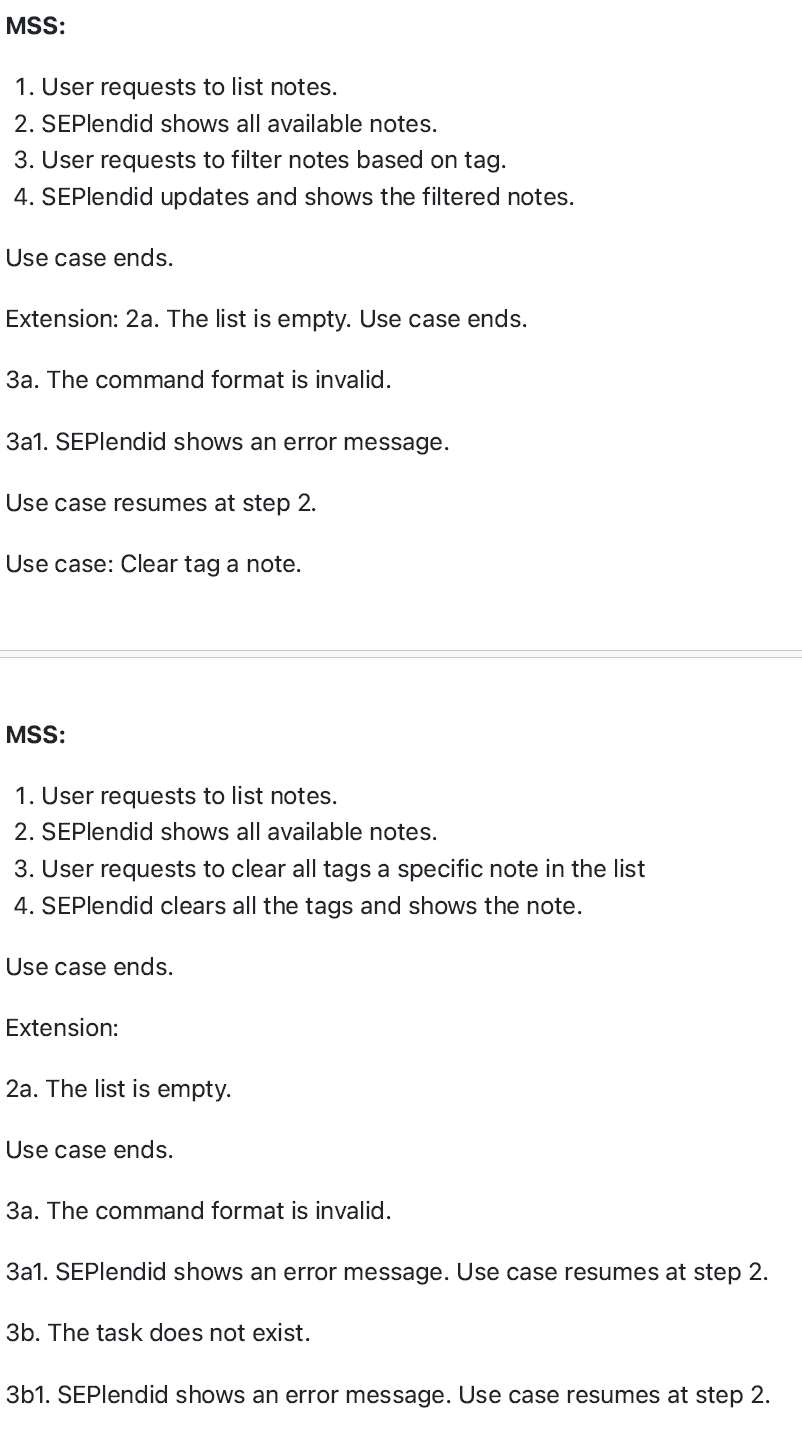 MSS:
1. User requests to list notes.
2. SEPlendid shows all available notes.
3. User requests to filter notes based on tag.
4. SEPlendid updates and shows the filtered notes.
Use case ends.
Extension: 2a. The list is empty. Use case ends.
3a. The command format is invalid.
3a1. SEPlendid shows an error message.
Use case resumes at step 2.
Use case: Clear tag a note.
MSS:
1. User requests to list notes.
2. SEPlendid shows all available notes.
3. User requests to clear all tags a specific note in the list
4. SEPlendid clears all the tags and shows the note.
Use case ends.
Extension:
2a. The list is empty.
Use case ends.
3a. The command format is invalid.
3a1. SEPlendid shows an error message. Use case resumes at step 2.
3b. The task does not exist.
3b1. SEPlendid shows an error message. Use case resumes at step 2.